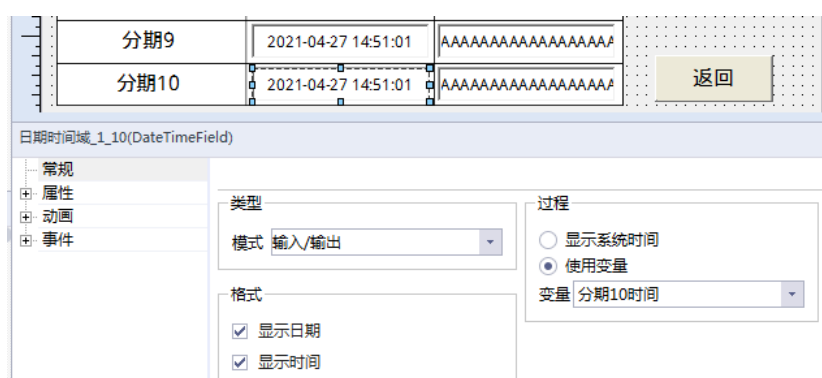 分期9 2021-04-27 14:51:01 AAAAAAAAAAAAAAAAAA
分期10 2021-04-27 14:51:01 AAAAAAAAAAAAAAAAAA
返回
日期时间域_1_10(DateTimeField)
常规
属性
动画
事件
类型
模式 输入/输出
格式
显示日期
显示时间
过程
显示系统时间
使用变量
变量 分期10时间